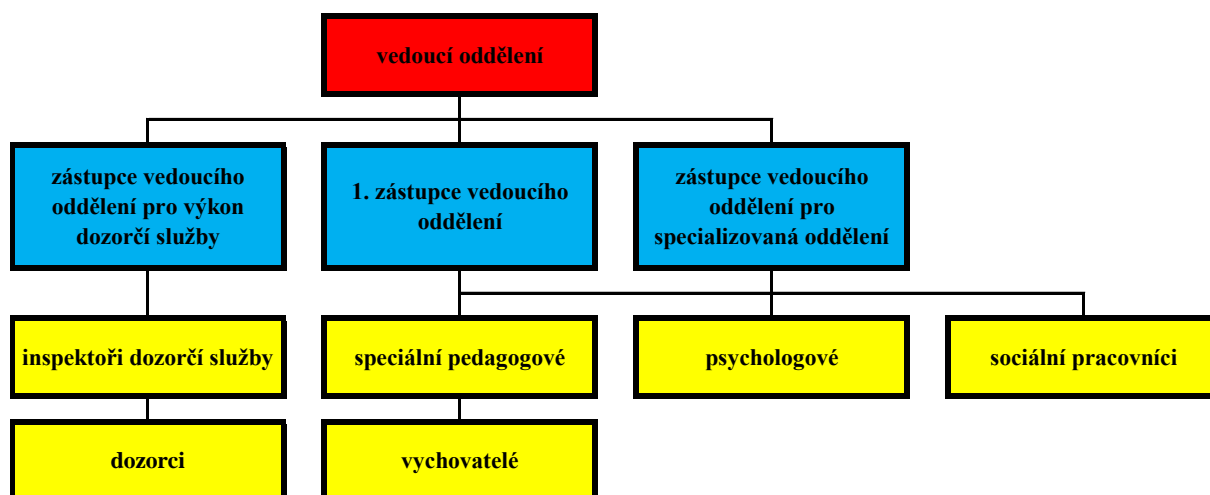 vedoucí oddělení
zástupce vedoucího
oddělení pro výkon
dozorčí služby
1. zástupce vedoucího
oddělení
zástupce vedoucího
oddělení pro
specializovaná oddělení
inspektoři dozorčí služby
speciální pedagogové
psychologové
sociální pracovníci
dozorci
vychovatelé